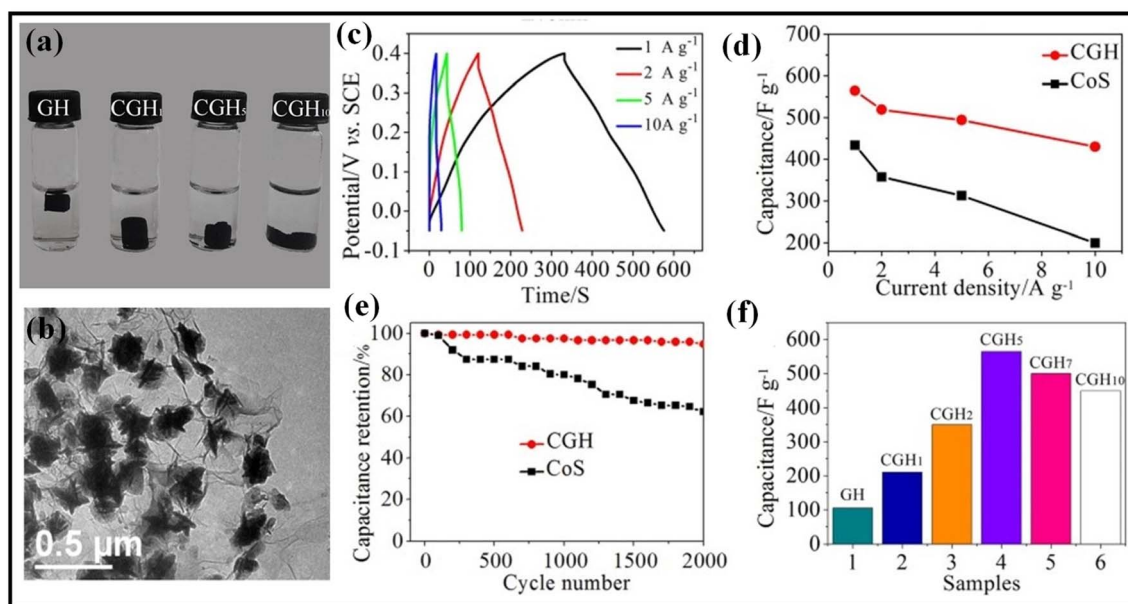 (a)
GH CGH₁ CGH₅ CGH₁₀
(b)
0.5 µm
(c)
1 A g⁻¹
2 A g⁻¹
5 A g⁻¹
10A g⁻¹
Potential/V vs. SCE
0.4
0.3
0.2
0.1
0.0
-0.1
0 100 200 300 400 500 600
Time/S
(d)
CGH
CoS
Capacitance/F g⁻¹
700
600
500
400
300
200
0 2 4 6 8 10
Current density/A g⁻¹
(e)
Capacitance retention/%
100
80
60
40
20
0
CGH
CoS
0 500 1000 1500 2000
Cycle number
(f)
Capacitance/F g⁻¹
600
500
400
300
200
100
0
GH
CGH₁
CGH₂
CGH₅
CGH₇
CGH₁₀
1 2 3 4 5 6
Samples